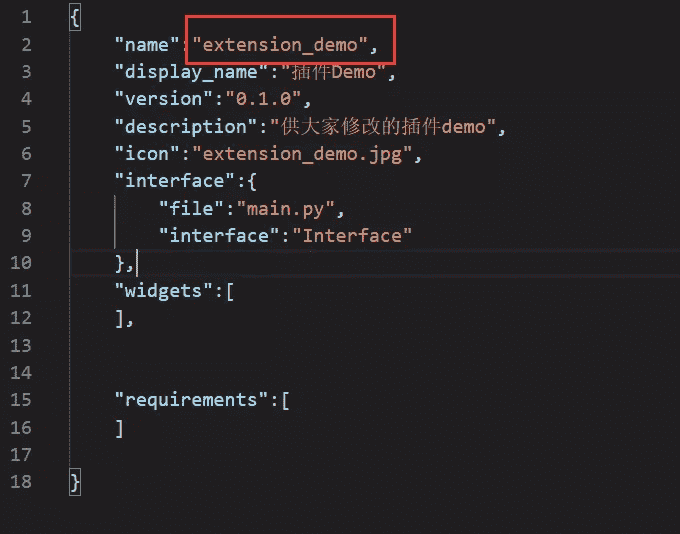 1 {
2 "name":"extension_demo",
3 "display_name":"插件Demo",
4 "version":"0.1.0",
5 "description":"供大家修改的插件demo",
6 "icon":"extension_demo.jpg",
7 "interface":{
8 "file":"main.py",
9 "interface":"Interface"
10 },
11 "widgets":[
12 ],
13
14
15 "requirements":[
16 ]
17
18 }